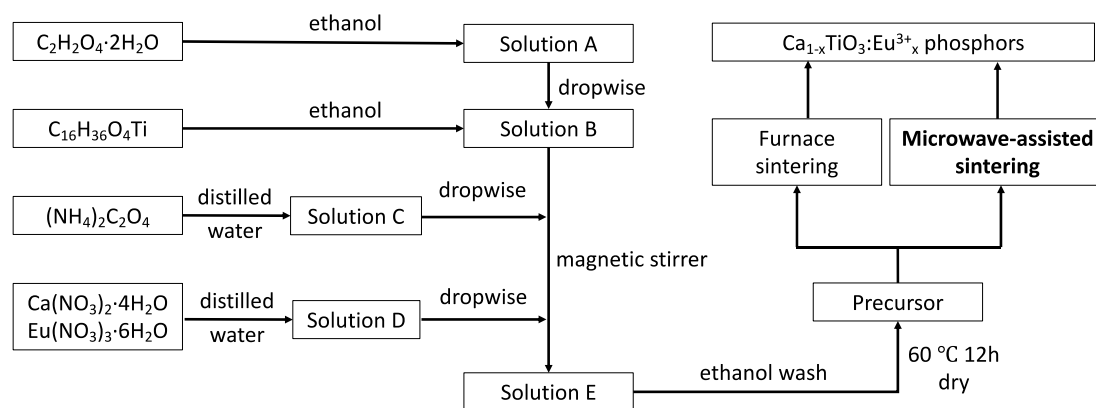 C₂H₂O₄·2H₂O
ethanol
Solution A
dropwise
C₁₆H₃₆O₄Ti
ethanol
Solution B
(NH₄)₂C₂O₄
distilled
water
Solution C
dropwise
magnetic stirrer
Ca(NO₃)₂·4H₂O
Eu(NO₃)₃·6H₂O
distilled
water
Solution D
dropwise
Solution E
ethanol wash
60 ℃ 12h
dry
Precursor
Furnace
sintering
Microwave-assisted
sintering
Ca₁₋ₓTiO₃:Eu³⁺ₓ phosphors